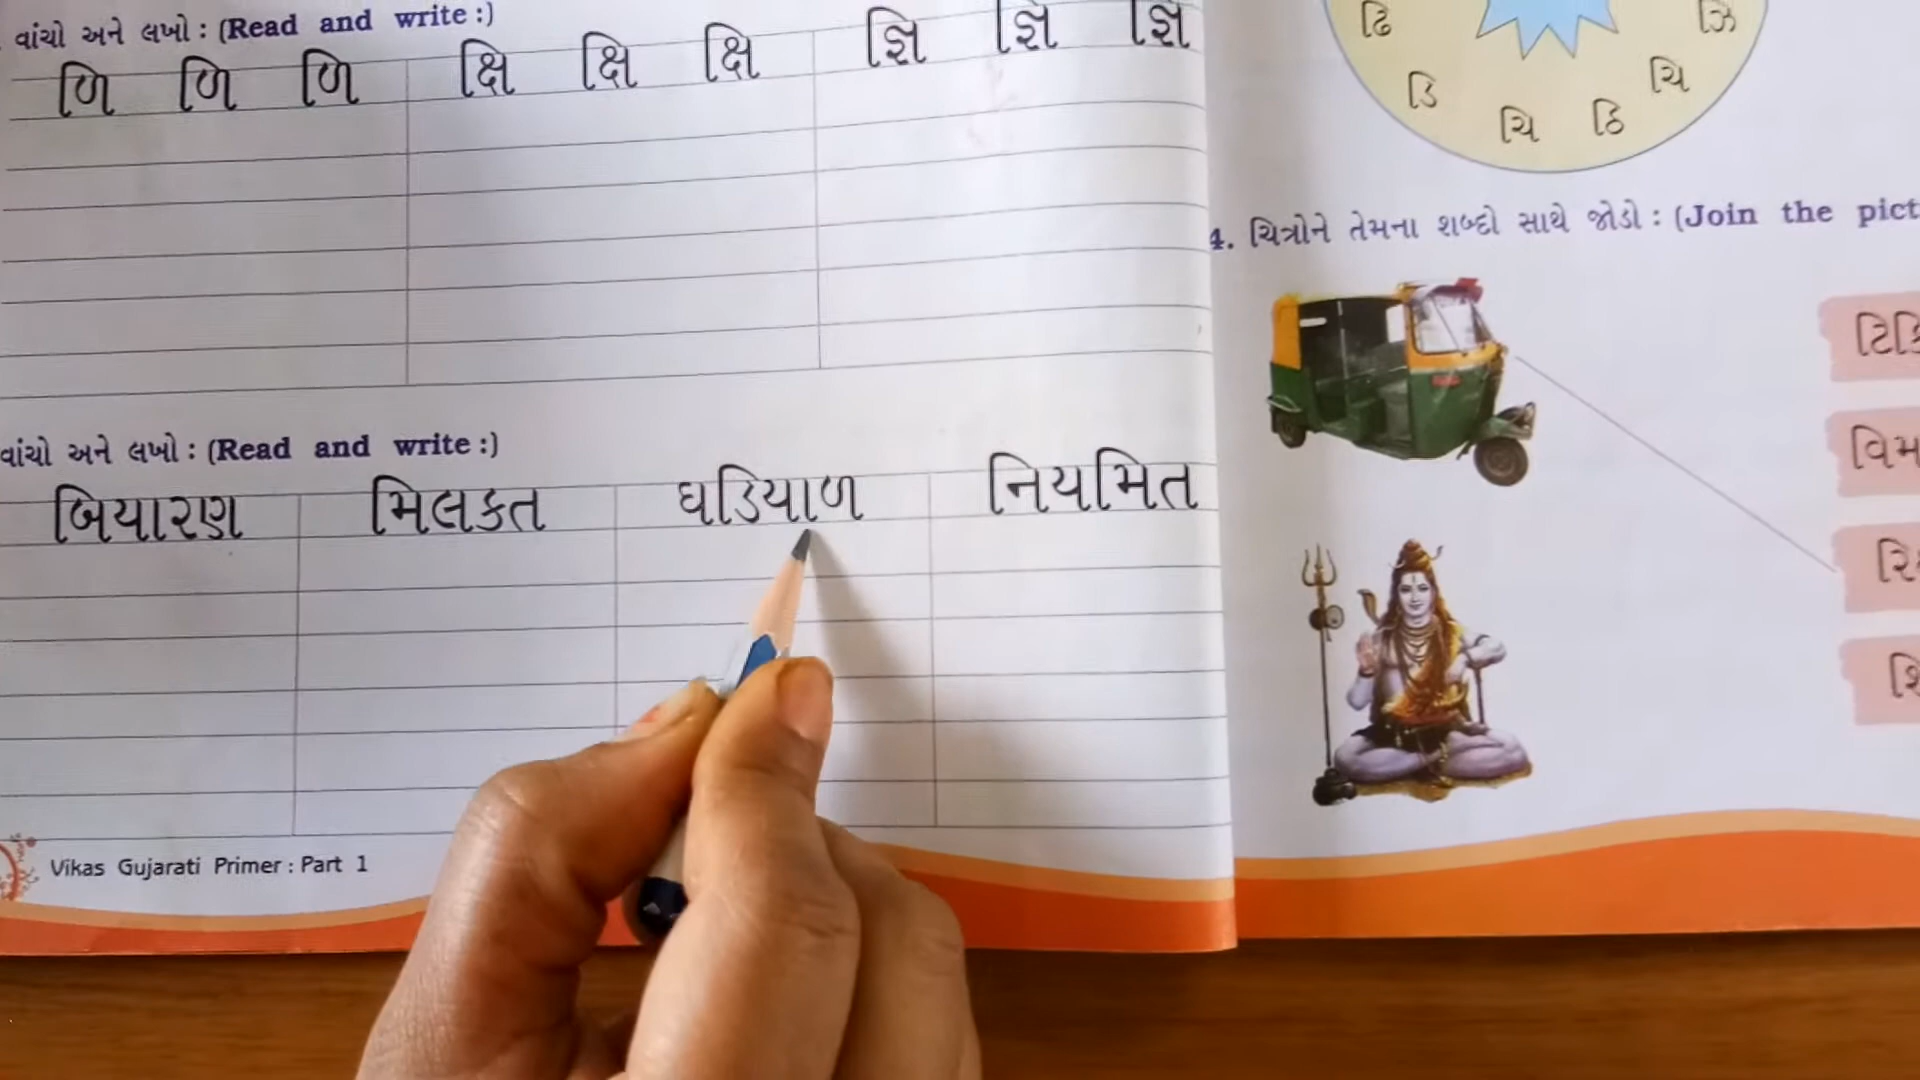 વાંચો અને લખો : (Read and write :)
ળિ ળિ ળિ ક્ષિ ક્ષિ ક્ષિ જ્ઞિ જ્ઞિ જ્ઞિ
વાંચો અને લખો : (Read and write :)
બિયારણ મિલકત ઘડિયાળ નિયમિત
Vikas Gujarati Primer : Part 1
ઢિ ઝિ
ડિ ચિ ઠિ ચિ
4. ચિત્રોને તેમના શબ્દો સાથે જોડો : (Join the